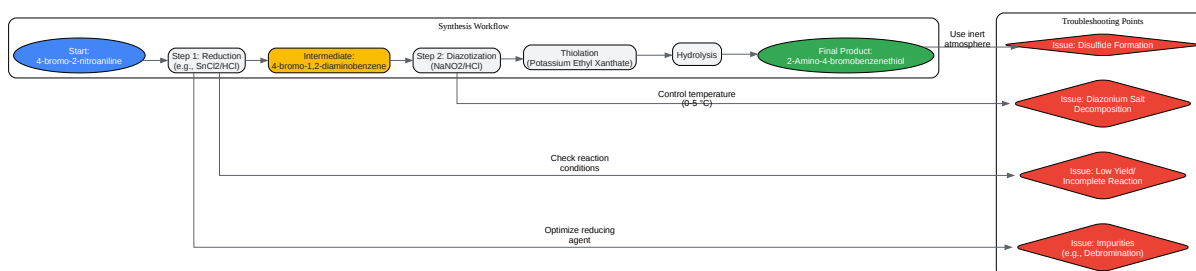 Synthesis Workflow
Start:
4-bromo-2-nitroaniline
Step 1: Reduction
(e.g., SnCl2/HCl)
Intermediate:
4-bromo-1,2-diaminobenzene
Step 2: Diazotization
(NaNO2/HCl)
Thiolation
(Potassium Ethyl Xanthate)
Hydrolysis
Final Product:
2-Amino-4-bromobenzenethiol
Use inert
atmosphere
Troubleshooting Points
Issue: Disulfide Formation
Control temperature
(0-5 °C)
Issue: Diazonium Salt
Decomposition
Check reaction
conditions
Issue: Low Yield/
Incomplete Reaction
Optimize reducing
agent
Issue: Impurities
(e.g., Debromination)